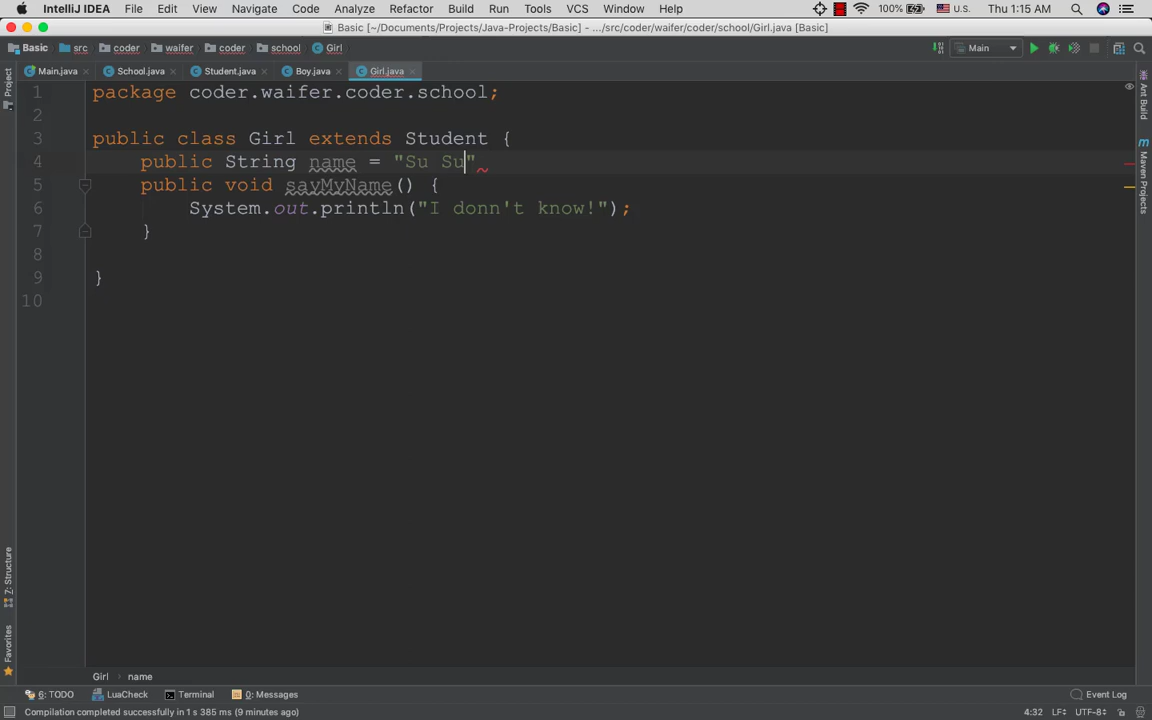 IntelliJ IDEA File Edit View Navigate Code Analyze Refactor Build Run Tools VCS Window Help 100% U.S. Thu 1:15 AM
Basic [~/Documents/Projects/Java-Projects/Basic] - .../src/coder/waifer/coder/school/Girl.java [Basic]
Basic src coder waifer coder school Girl Main
Main.java School.java Student.java Boy.java Girl.java
1 package coder.waifer.coder.school;
2
3 public class Girl extends Student {
4 public String name = "Su Su"
5 public void sayMyName() {
6 System.out.println("I donn't know!");
7 }
8
9 }
10
Project
Z: Structure
Favorites
Ant Build
Maven Projects
Girl name
6: TODO LuaCheck Terminal 0: Messages Event Log
Compilation completed successfully in 1 s 385 ms (9 minutes ago) 4:32 LF UTF-8